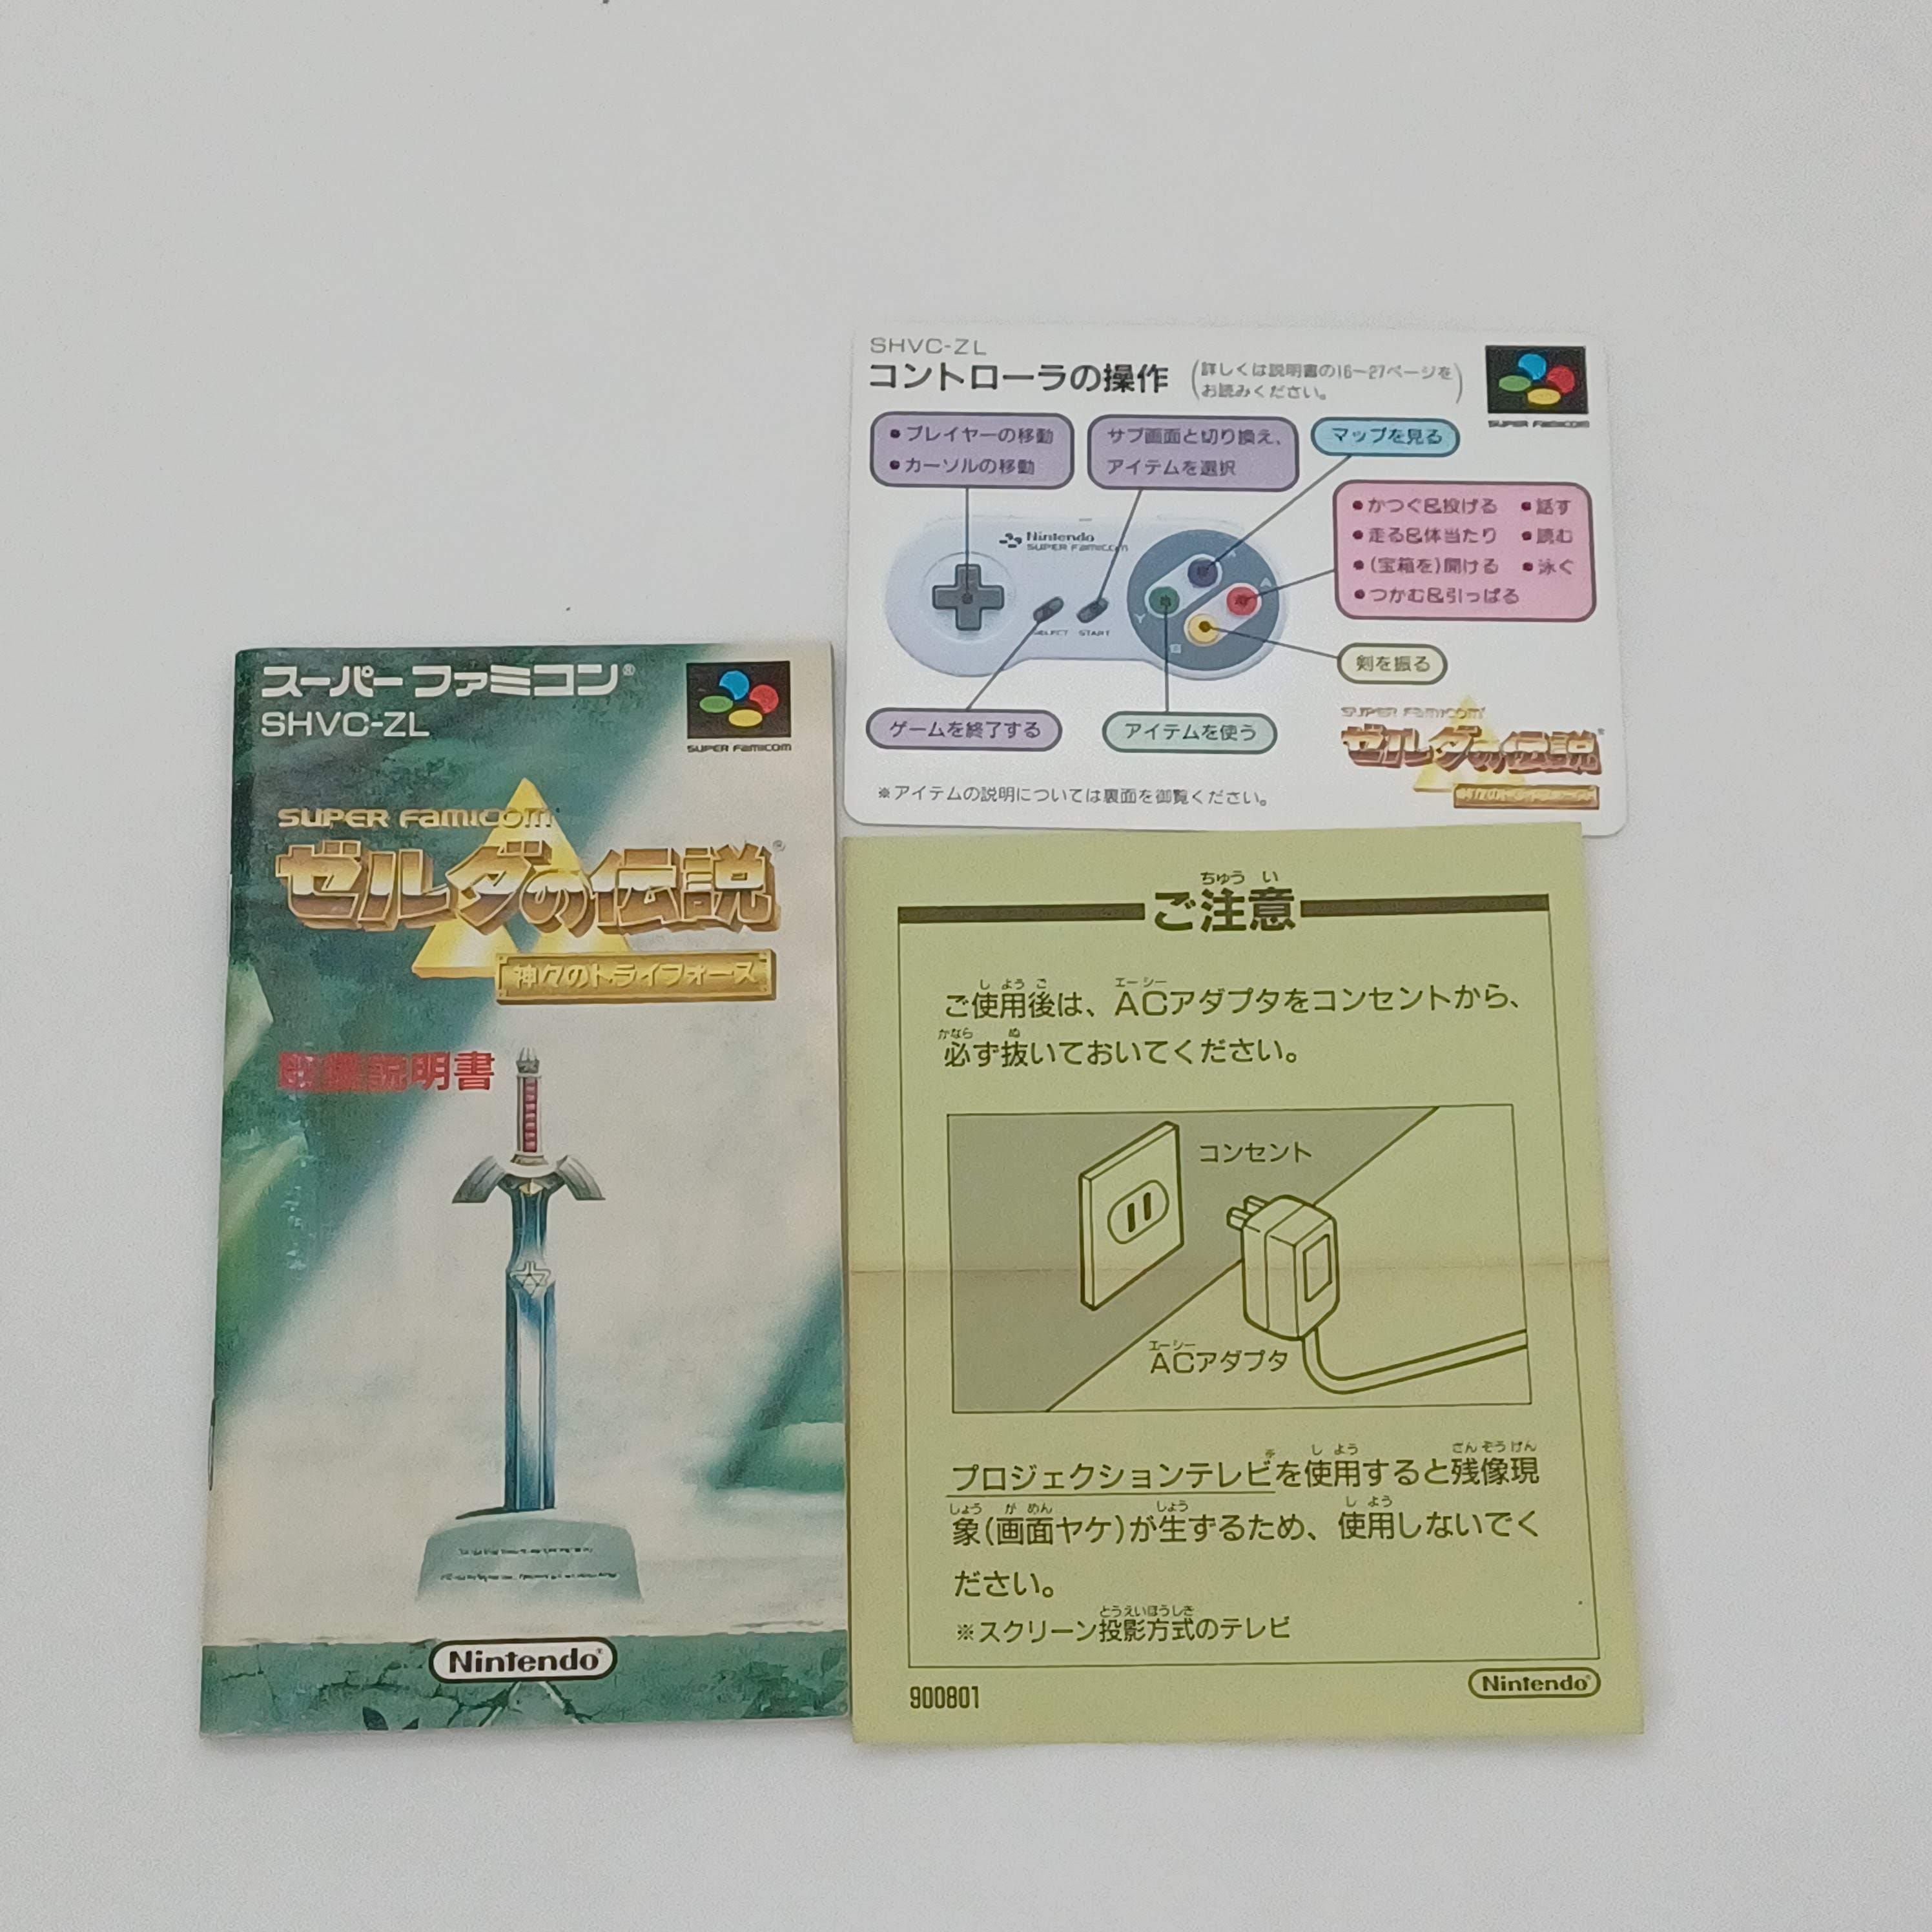 スーパーファミコン®
SHVC-ZL
SUPER FAMICOM
SUPER FAMICOM
ゼルダの伝説®
神々のトライフォース
取扱説明書
Nintendo®
SHVC-ZL
コントローラの操作
(詳しくは説明書の16〜27ページを
お読みください。)
SUPER FAMICOM
●プレイヤーの移動
●カーソルの移動
サブ画面と切り換え、
アイテムを選択
マップを見る
●かつぐ&投げる ●話す
●走る&体当たり ●読む
●(宝箱を)開ける ●泳ぐ
●つかむ&引っぱる
Nintendo
SUPER FAMICOM
X
A
Y
B
SELECT START
剣を振る
ゲームを終了する
アイテムを使う
SUPER FAMICOM
ゼルダの伝説
神々のトライフォース
※アイテムの説明については裏面を御覧ください。
ちゅう い
ご注意
し よう ご エーシー
ご使用後は、ACアダプタをコンセントから、
かなら ぬ
必ず抜いておいてください。
コンセント
エーシー
ACアダプタ
※ し よう ざん ぞう げん
プロジェクションテレビを使用すると残像現
しょう が めん しょう し よう
象(画面ヤケ)が生ずるため、使用しないでく
ださい。
とうえいほうしき
※スクリーン投影方式のテレビ
900801
Nintendo®